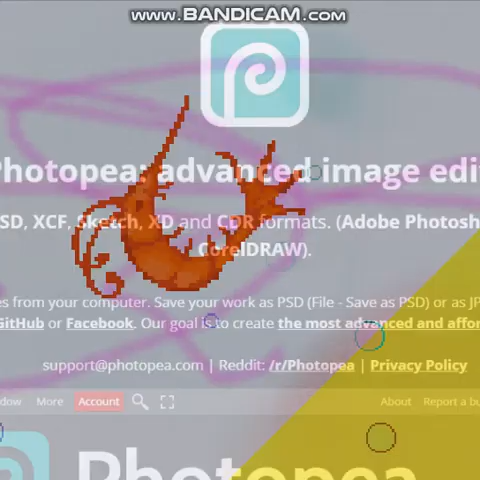 www.BANDICAM.com
Photopea: advanced image edi
SD, XCF, Sketch, XD and CDR formats. (Adobe Photosh
CorelDRAW).
es from your computer. Save your work as PSD (File - Save as PSD) or as JP
GitHub or Facebook. Our goal is to create the most advanced and affor
support@photopea.com | Reddit: /r/Photopea | Privacy Policy
dow More Account About Report a bu
Photopea